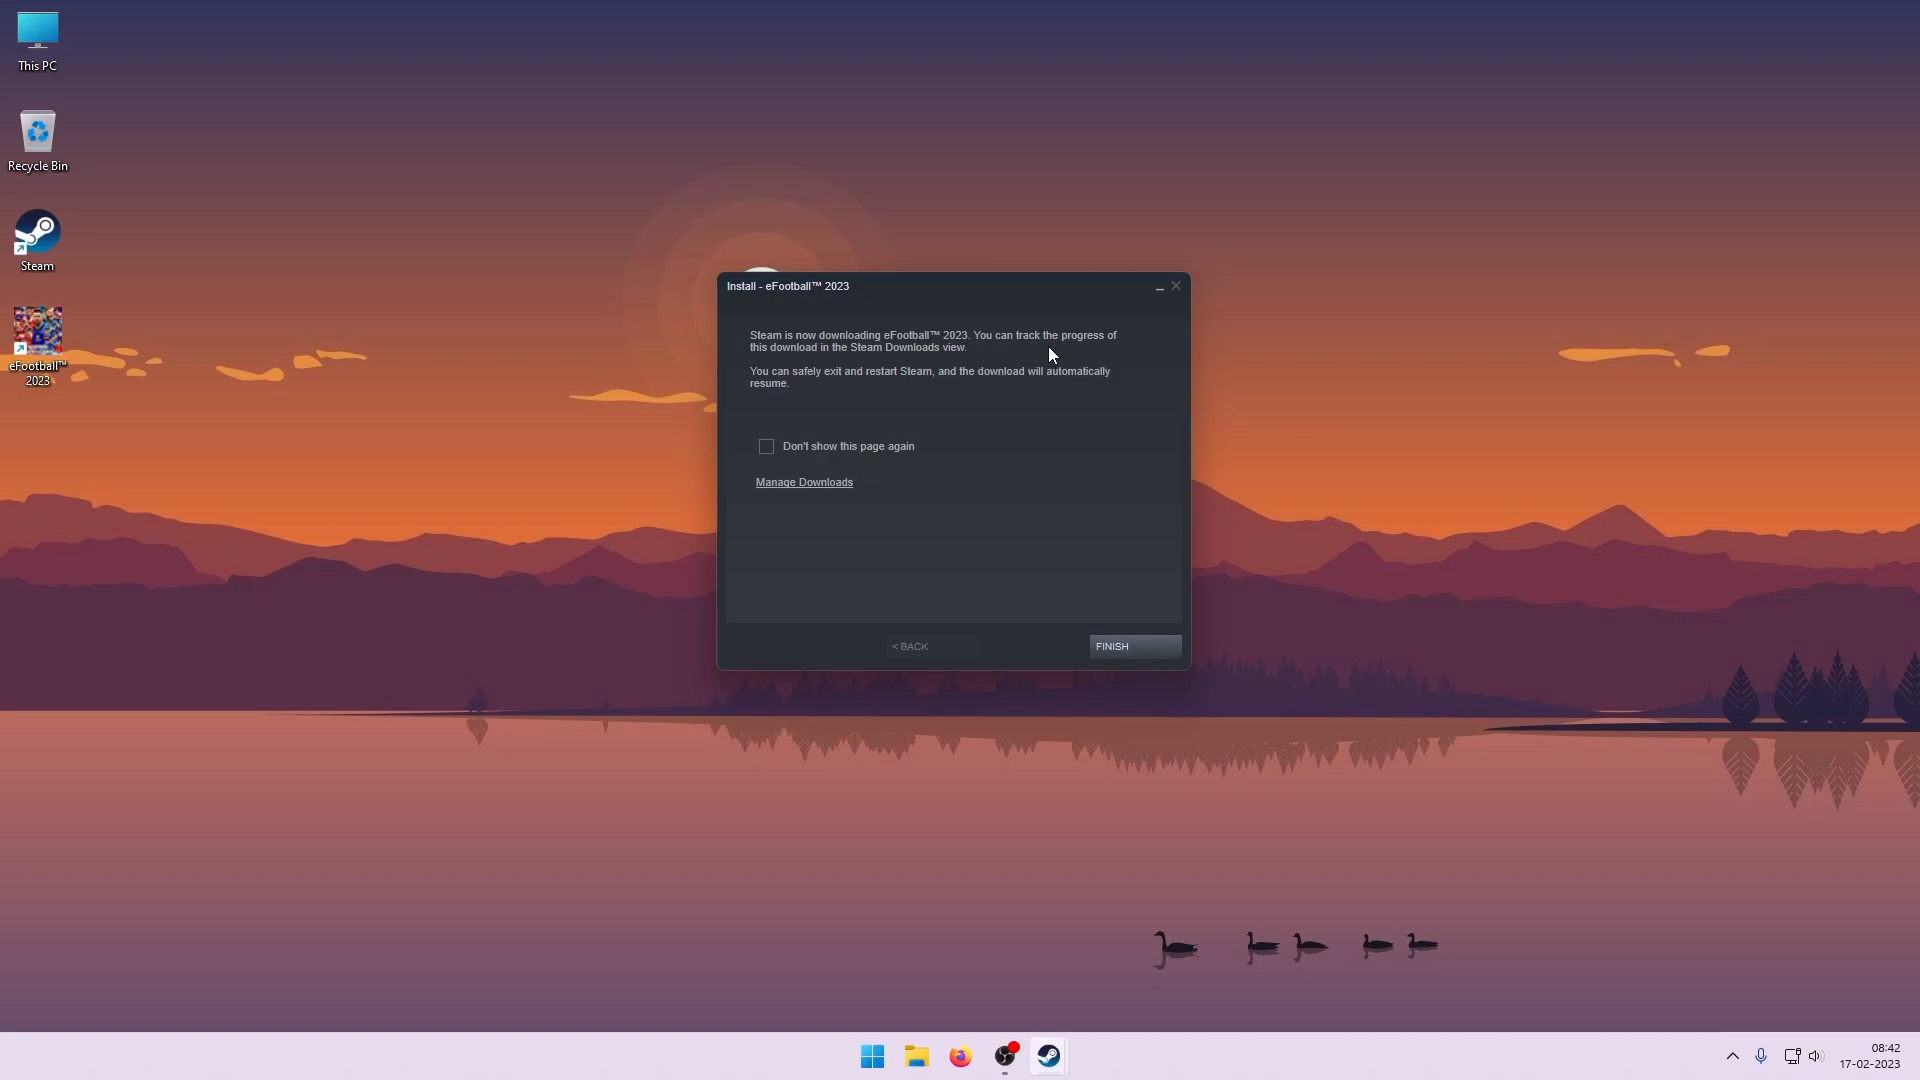 This PC
Recycle Bin
Steam
eFootball™
2023
Install - eFootball™ 2023
Steam is now downloading eFootball™ 2023. You can track the progress of
this download in the Steam Downloads view.
You can safely exit and restart Steam, and the download will automatically
resume.
Don't show this page again
Manage Downloads
< BACK
FINISH
08:42
17-02-2023